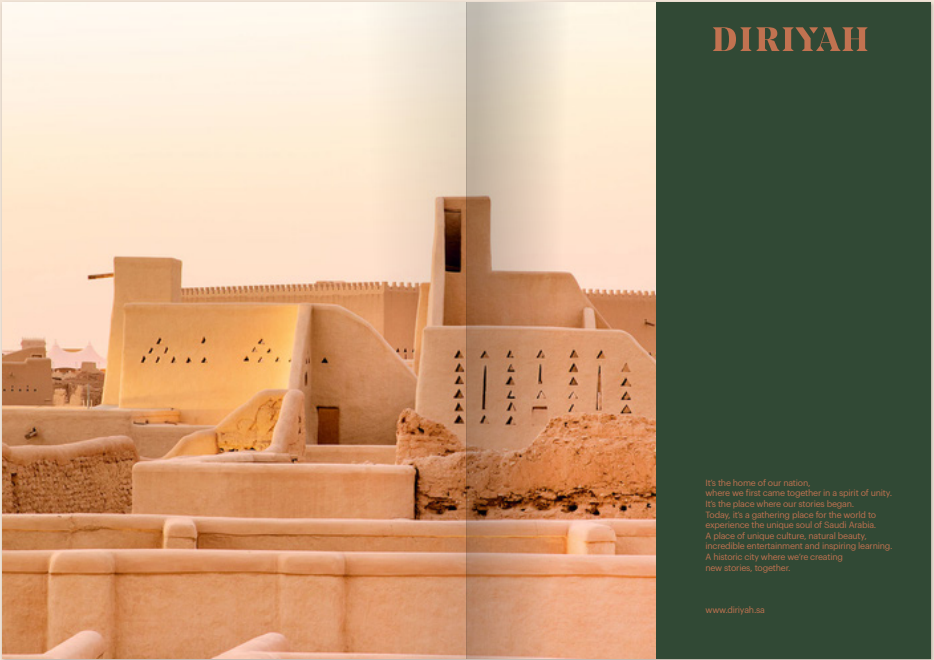 DIRIYAH
It's the home of our nation,
where we first came together in a spirit of unity.
It's the place where our stories began.
Today, it's a gathering place for the world to
experience the unique soul of Saudi Arabia.
A place of unique culture, natural beauty,
incredible entertainment and inspiring learning.
A historic city where we're creating
new stories, together.
www.diriyah.sa